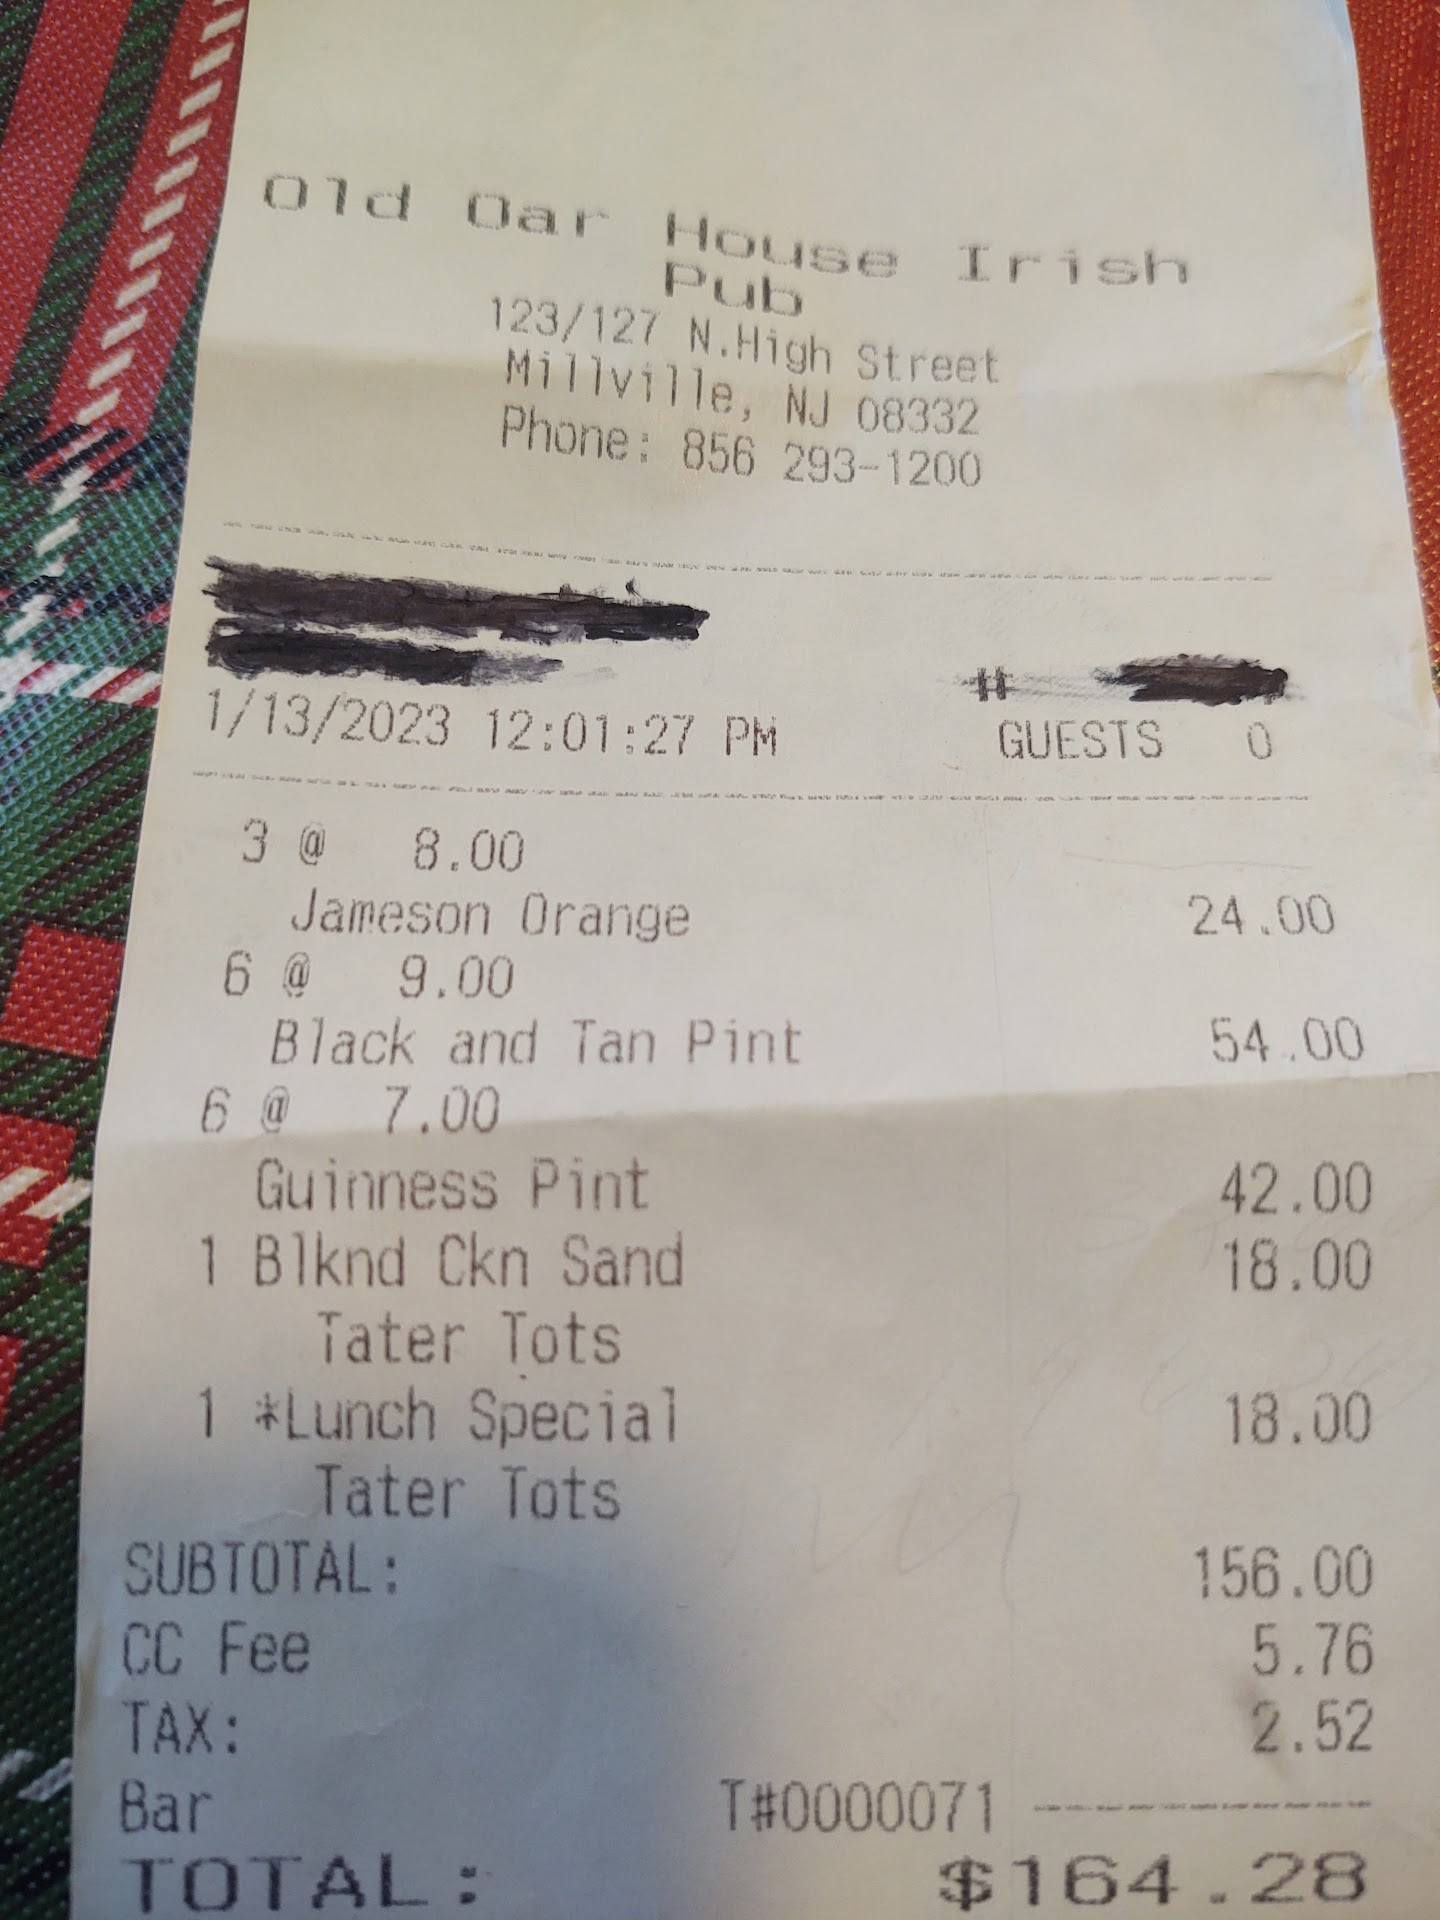 Old Oar House Irish
Pub
123/127 N.High Street
Millville, NJ 08332
Phone: 856 293-1200
#
1/13/2023 12:01:27 PM GUESTS 0
3 @ 8.00
Jameson Orange 24.00
6 @ 9.00
Black and Tan Pint 54.00
6 @ 7.00
Guinness Pint 42.00
1 Blknd Ckn Sand 18.00
Tater Tots
1 *Lunch Special 18.00
Tater Tots
SUBTOTAL: 156.00
CC Fee 5.76
TAX: 2.52
Bar T#0000071
TOTAL: $164.28